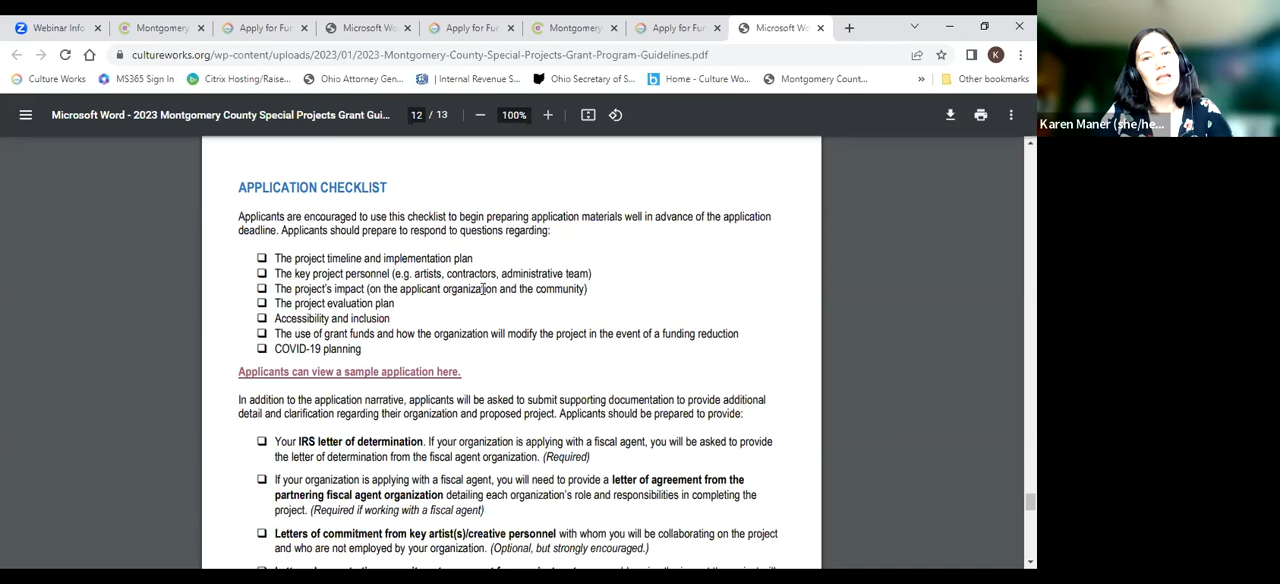 Webinar Info
Montgomery
Apply for Fur
Microsoft Wor
Apply for Fur
Montgomery
Apply for Fur
Microsoft Wor
cultureworks.org/wp-content/uploads/2023/01/2023-Montgomery-County-Special-Projects-Grant-Program-Guidelines.pdf
K
Culture Works
MS365 Sign In
Citrix Hosting/Raise...
Ohio Attorney Gen...
| Internal Revenue S...
Ohio Secretary of S...
Home - Culture Wo...
Montgomery Count...
»
Other bookmarks
Microsoft Word - 2023 Montgomery County Special Projects Grant Gui...
12 / 13
100%
Karen Maner (she/he...
APPLICATION CHECKLIST
Applicants are encouraged to use this checklist to begin preparing application materials well in advance of the application
deadline. Applicants should prepare to respond to questions regarding:
❑ The project timeline and implementation plan
❑ The key project personnel (e.g. artists, contractors, administrative team)
❑ The project's impact (on the applicant organization and the community)
❑ The project evaluation plan
❑ Accessibility and inclusion
❑ The use of grant funds and how the organization will modify the project in the event of a funding reduction
❑ COVID-19 planning
Applicants can view a sample application here.
In addition to the application narrative, applicants will be asked to submit supporting documentation to provide additional
detail and clarification regarding their organization and proposed project. Applicants should be prepared to provide:
❑ Your IRS letter of determination. If your organization is applying with a fiscal agent, you will be asked to provide
the letter of determination from the fiscal agent organization. (Required)
❑ If your organization is applying with a fiscal agent, you will need to provide a letter of agreement from the
partnering fiscal agent organization detailing each organization's role and responsibilities in completing the
project. (Required if working with a fiscal agent)
❑ Letters of commitment from key artist(s)/creative personnel with whom you will be collaborating on the project
and who are not employed by your organization. (Optional, but strongly encouraged.)